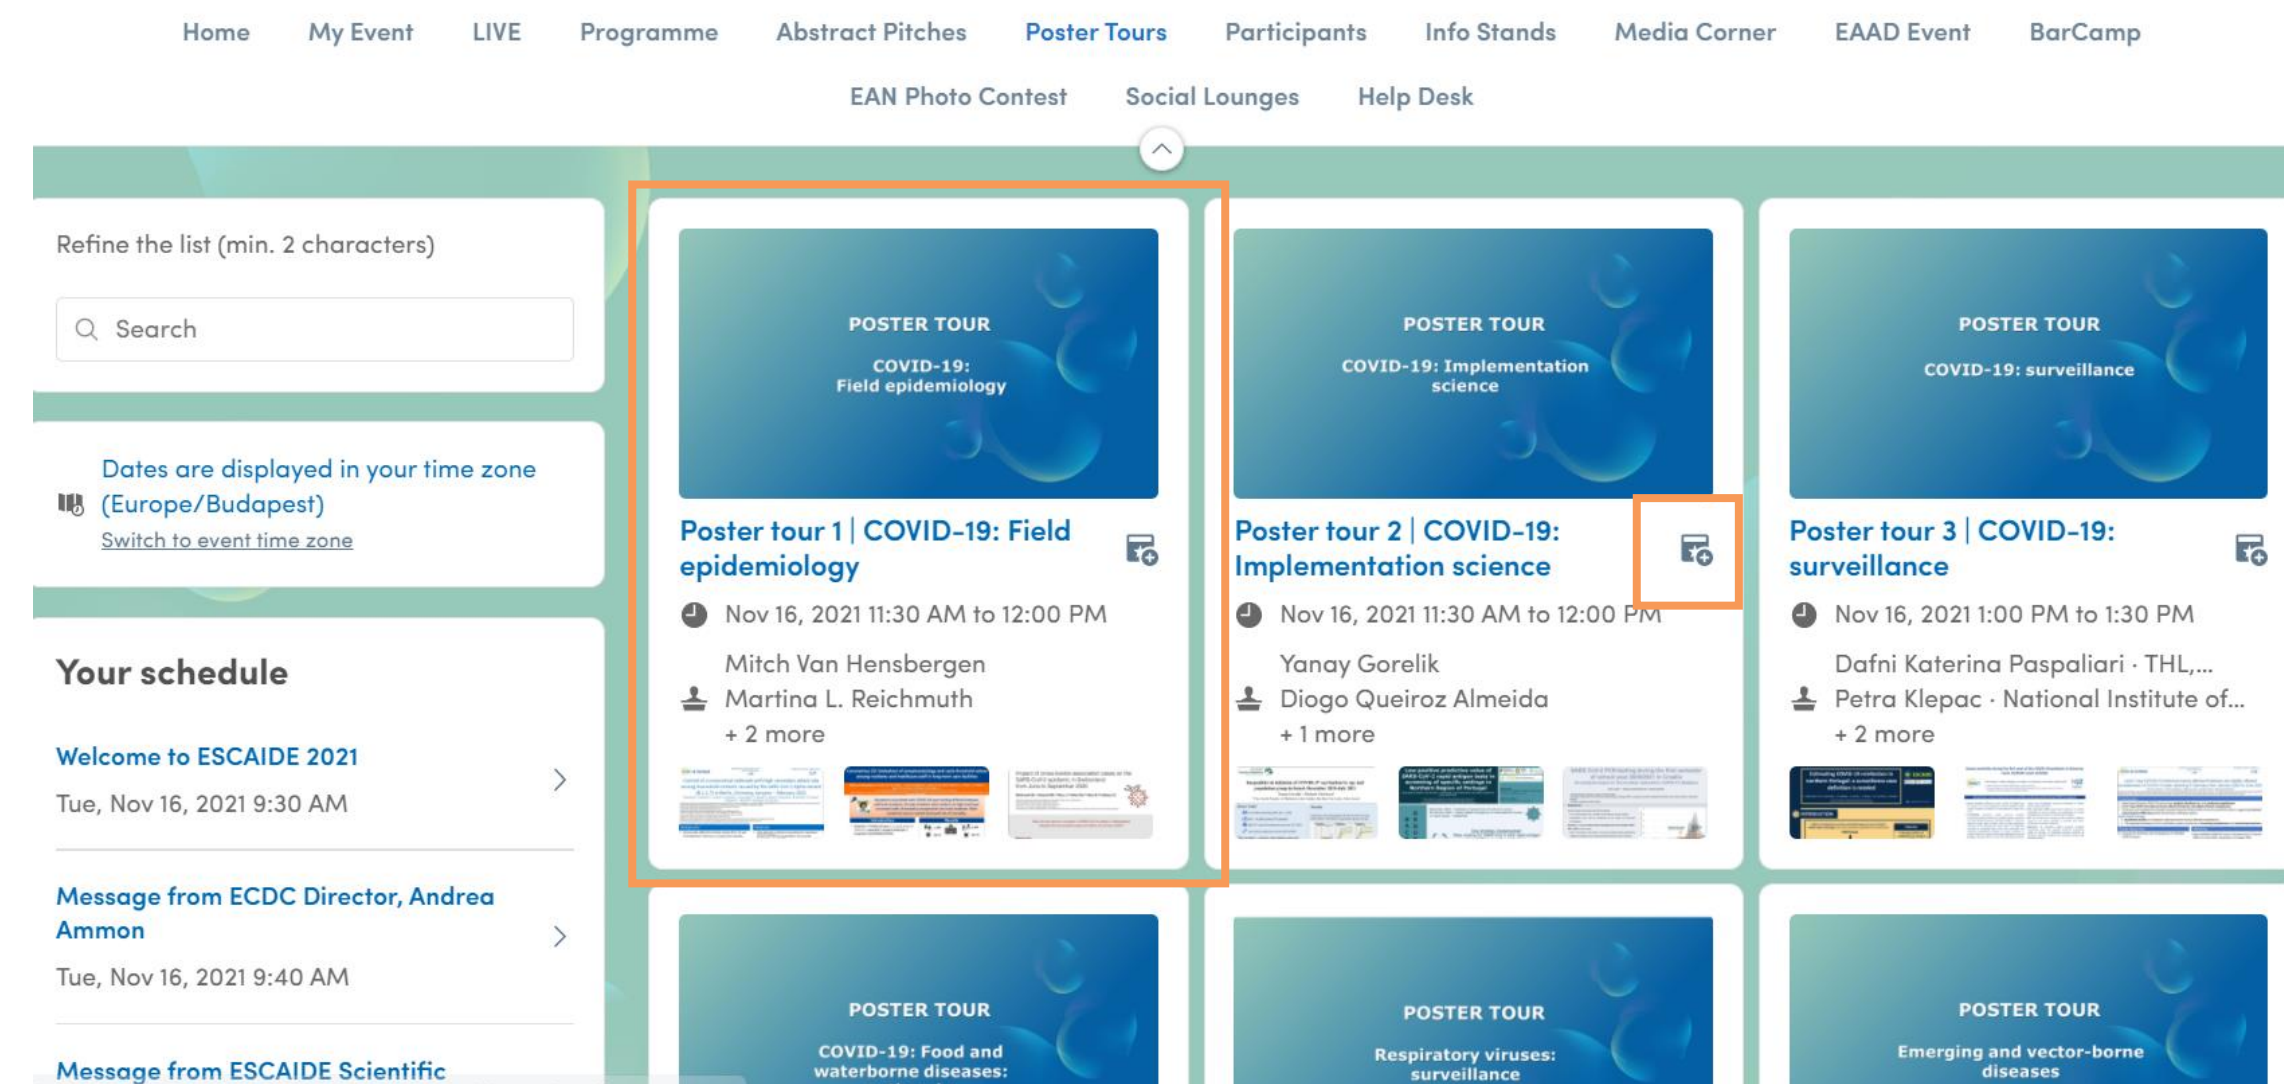 Home My Event LIVE Programme Abstract Pitches Poster Tours Participants Info Stands Media Corner EAAD Event BarCamp
EAN Photo Contest Social Lounges Help Desk
Refine the list (min. 2 characters)
Search
Dates are displayed in your time zone
(Europe/Budapest)
Switch to event time zone
Your schedule
Welcome to ESCAIDE 2021
Tue, Nov 16, 2021 9:30 AM
Message from ECDC Director, Andrea
Ammon
Tue, Nov 16, 2021 9:40 AM
Message from ESCAIDE Scientific
POSTER TOUR
COVID-19:
Field epidemiology
Poster tour 1 | COVID-19: Field
epidemiology
Nov 16, 2021 11:30 AM to 12:00 PM
Mitch Van Hensbergen
Martina L. Reichmuth
+ 2 more
POSTER TOUR
COVID-19: Implementation
science
Poster tour 2 | COVID-19:
Implementation science
Nov 16, 2021 11:30 AM to 12:00 PM
Yanay Gorelik
Diogo Queiroz Almeida
+ 1 more
POSTER TOUR
COVID-19: surveillance
Poster tour 3 | COVID-19:
surveillance
Nov 16, 2021 1:00 PM to 1:30 PM
Dafni Katerina Paspaliari · THL,...
Petra Klepac · National Institute of...
+ 2 more
POSTER TOUR
COVID-19: Food and
waterborne diseases:
POSTER TOUR
Respiratory viruses:
surveillance
POSTER TOUR
Emerging and vector-borne
diseases